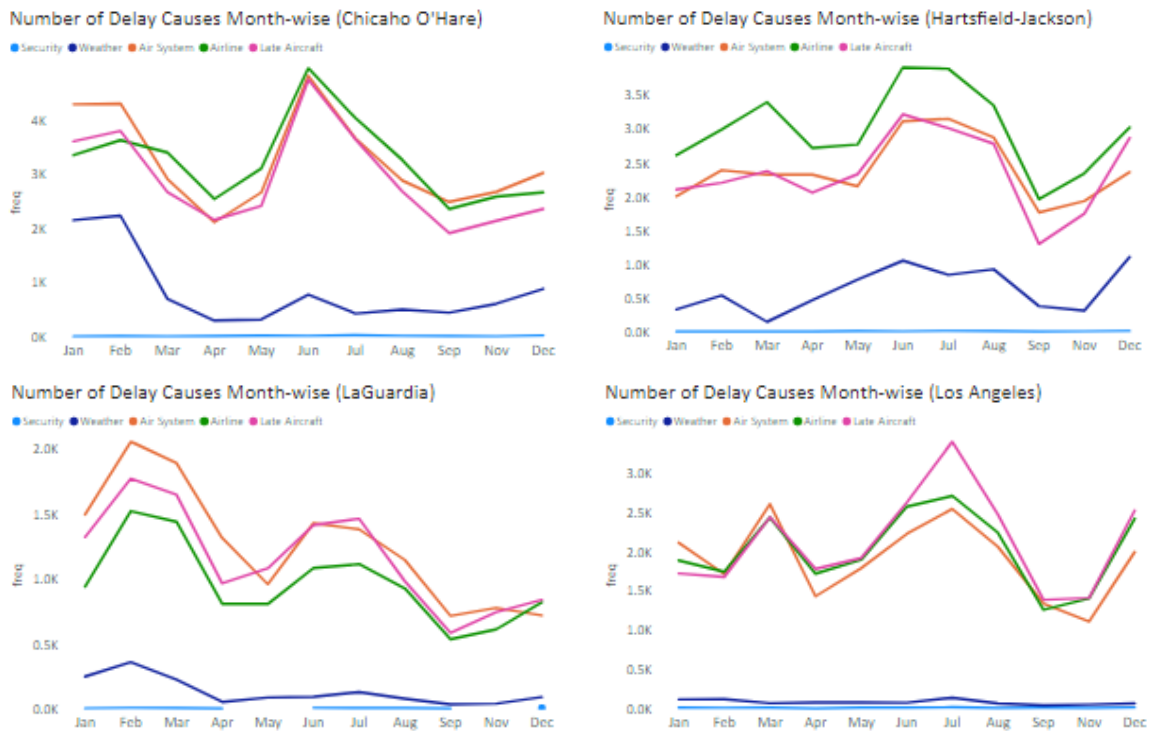 Number of Delay Causes Month-wise (Chicaho O'Hare)
Security Weather Air System Airline Late Aircraft
4K
3K
2K
1K
0K
freq
Jan Feb Mar Apr May Jun Jul Aug Sep Nov Dec
Number of Delay Causes Month-wise (Hartsfield-Jackson)
Security Weather Air System Airline Late Aircraft
3.5K
3.0K
2.5K
2.0K
1.5K
1.0K
0.5K
0.0K
freq
Jan Feb Mar Apr May Jun Jul Aug Sep Nov Dec
Number of Delay Causes Month-wise (LaGuardia)
Security Weather Air System Airline Late Aircraft
2.0K
1.5K
1.0K
0.5K
0.0K
freq
Jan Feb Mar Apr May Jun Jul Aug Sep Nov Dec
Number of Delay Causes Month-wise (Los Angeles)
Security Weather Air System Airline Late Aircraft
3.0K
2.5K
2.0K
1.5K
1.0K
0.5K
0.0K
freq
Jan Feb Mar Apr May Jun Jul Aug Sep Nov Dec